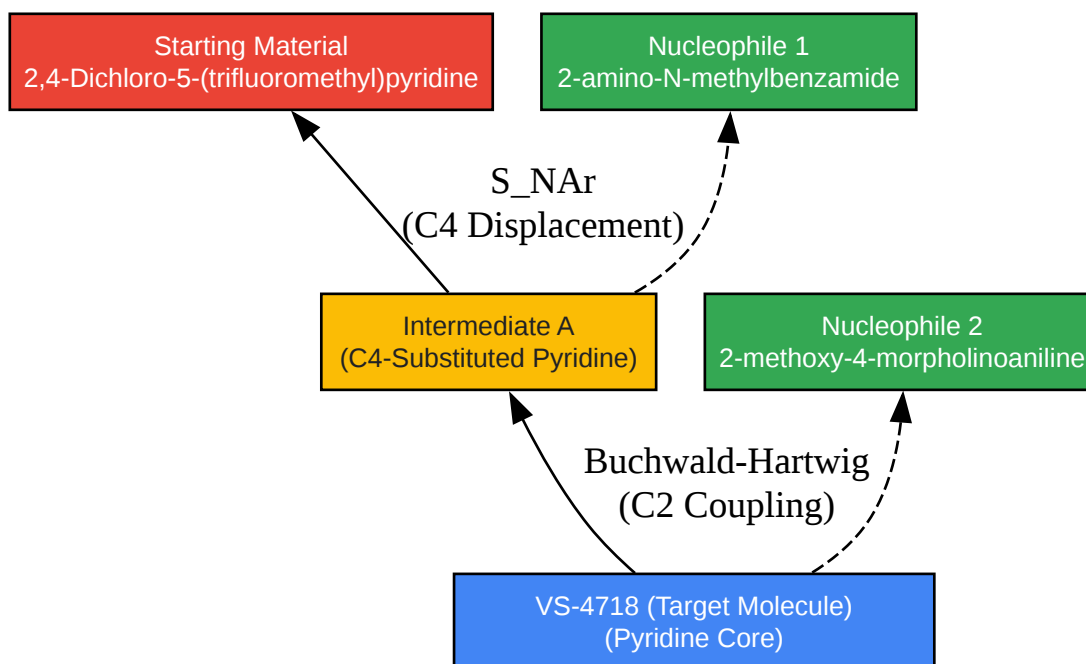 Starting Material
2,4-Dichloro-5-(trifluoromethyl)pyridine
Nucleophile 1
2-amino-N-methylbenzamide
S_NAr
(C4 Displacement)
Intermediate A
(C4-Substituted Pyridine)
Nucleophile 2
2-methoxy-4-morpholinoaniline
Buchwald-Hartwig
(C2 Coupling)
VS-4718 (Target Molecule)
(Pyridine Core)